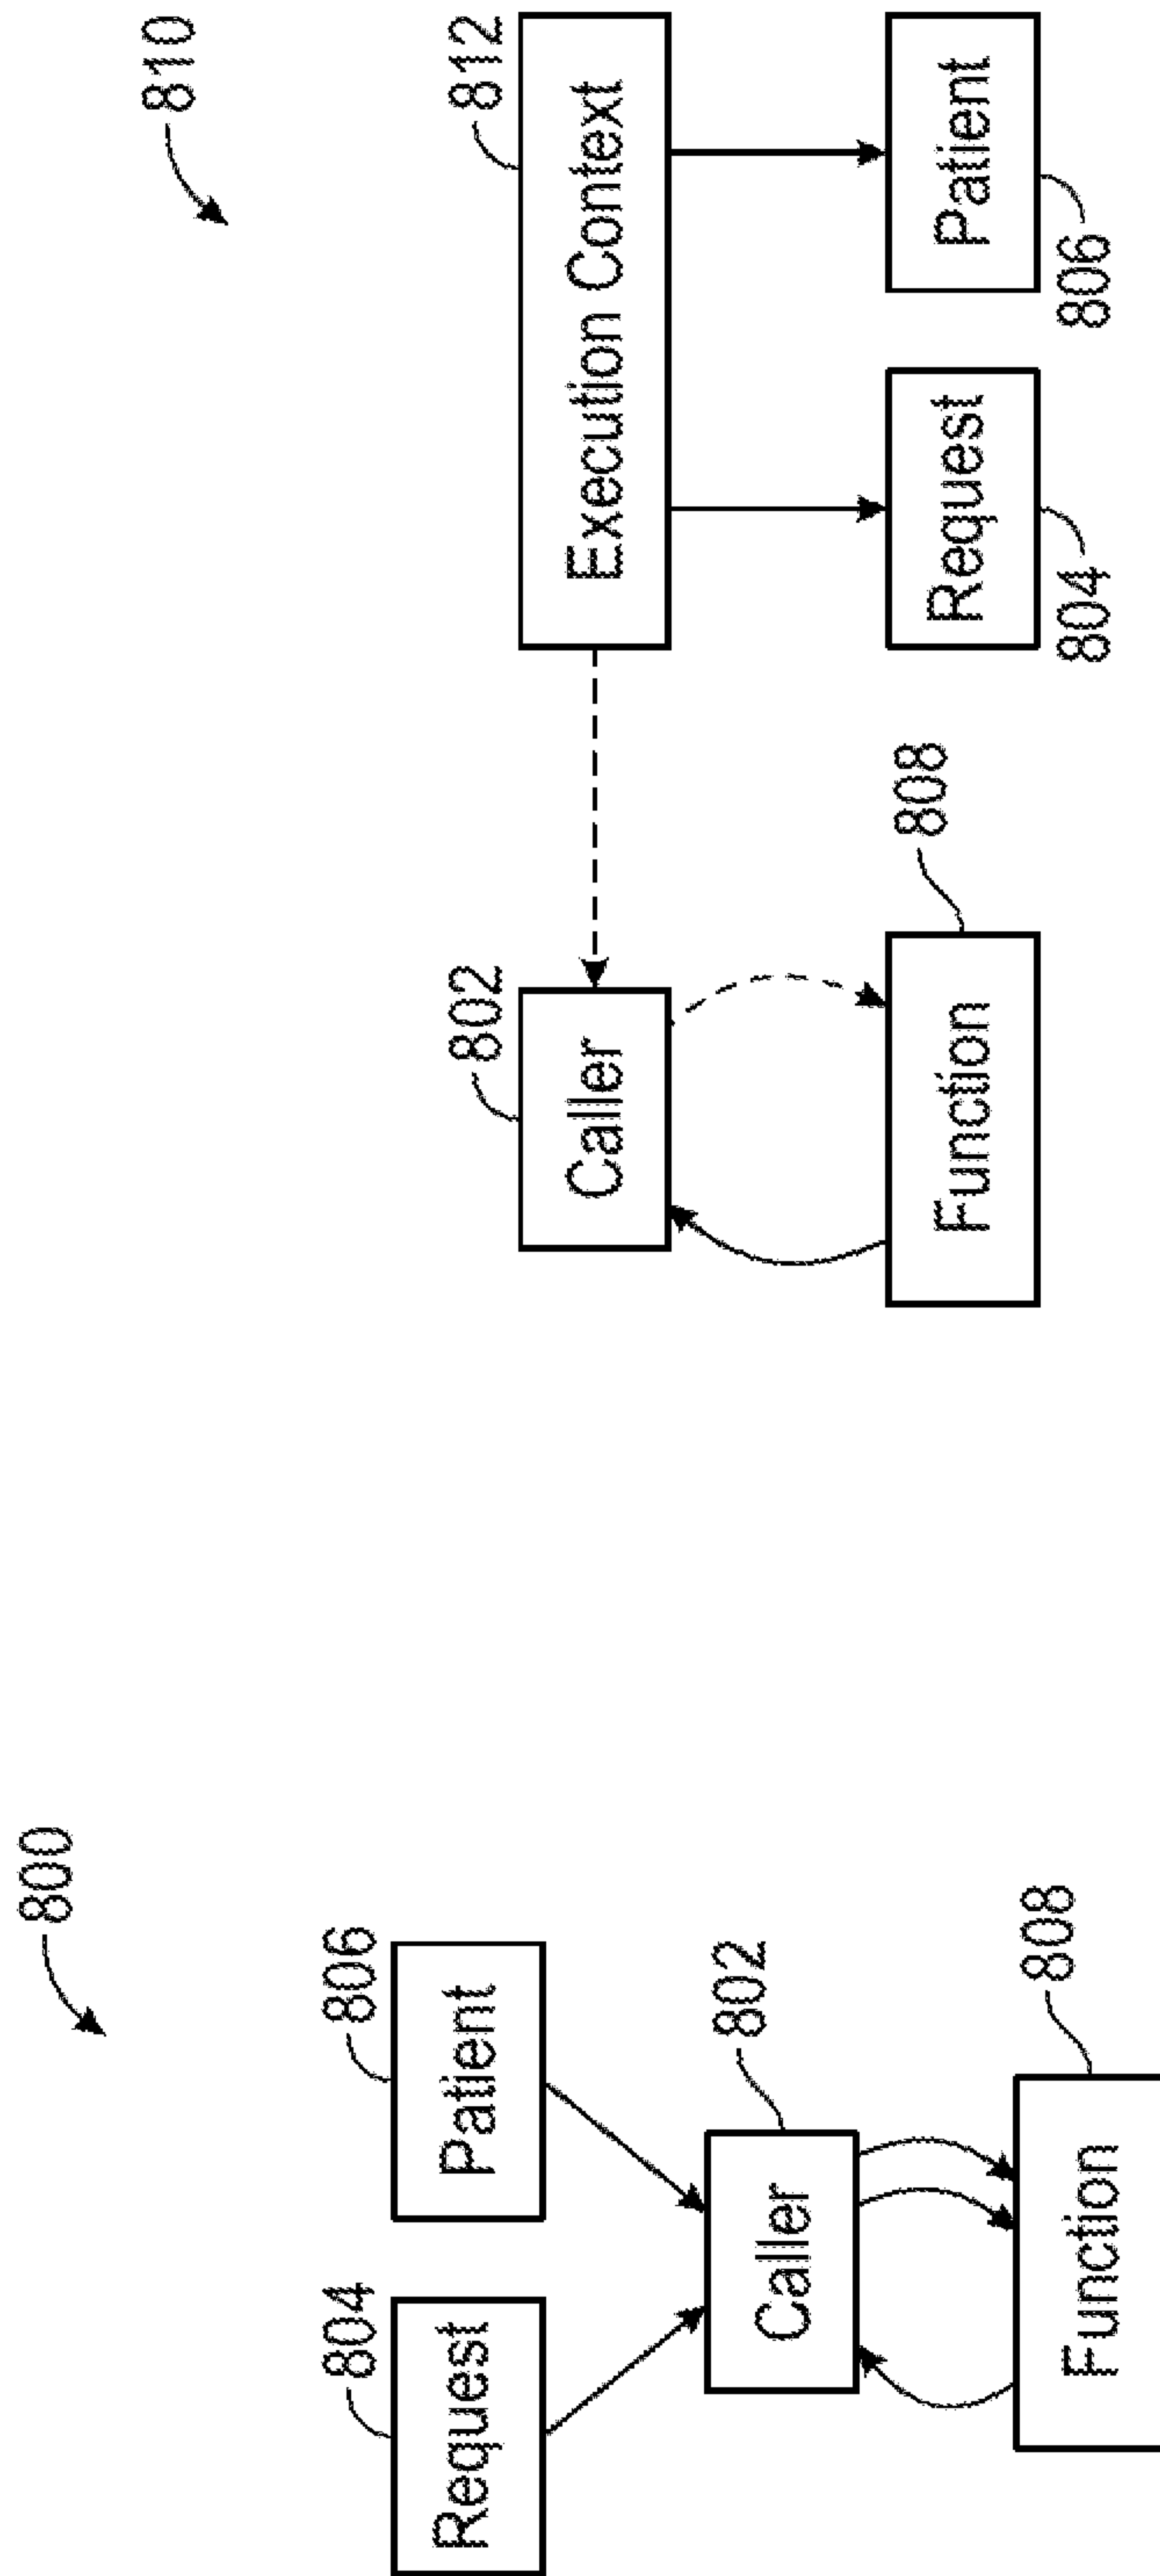 800
804
Request
806
Patient
802
Caller
808
Function
810
802
Caller
812
Execution Context
808
Function
Request
804
Patient
806